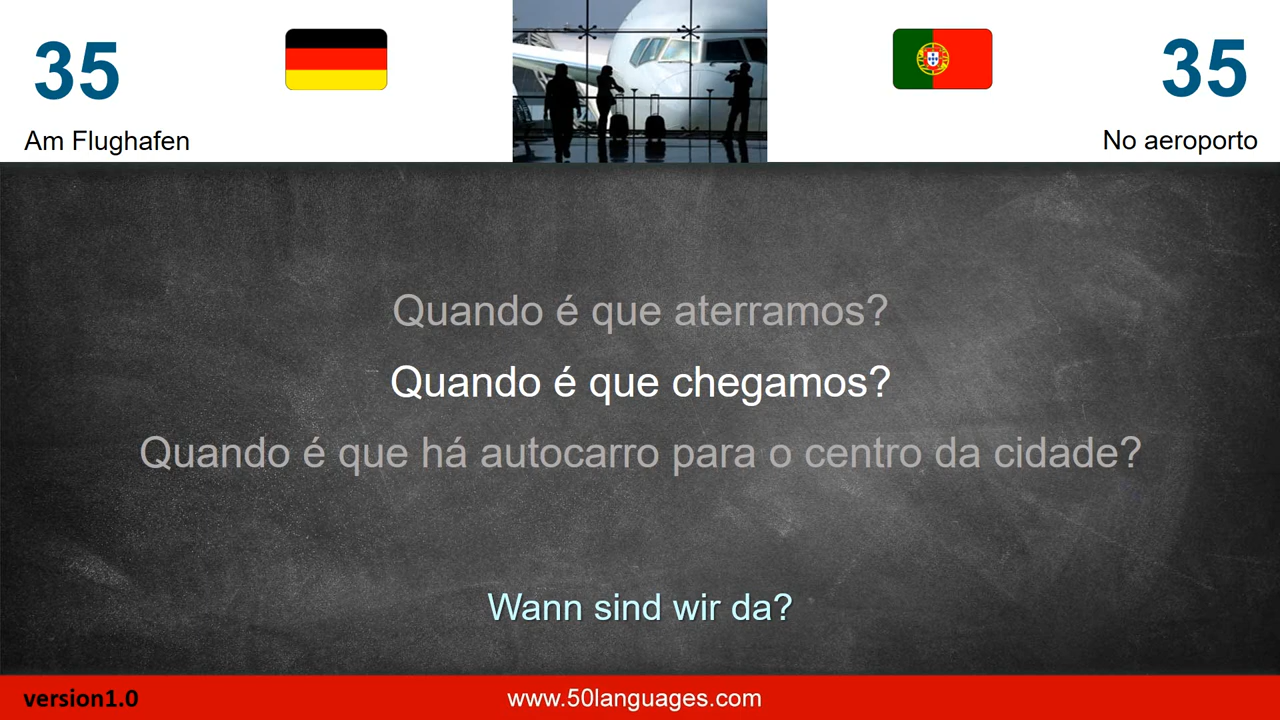 35
35
Am Flughafen
No aeroporto
Quando é que aterramos?
Quando é que chegamos?
Quando é que há autocarro para o centro da cidade?
Wann sind wir da?
version1.0
www.50languages.com